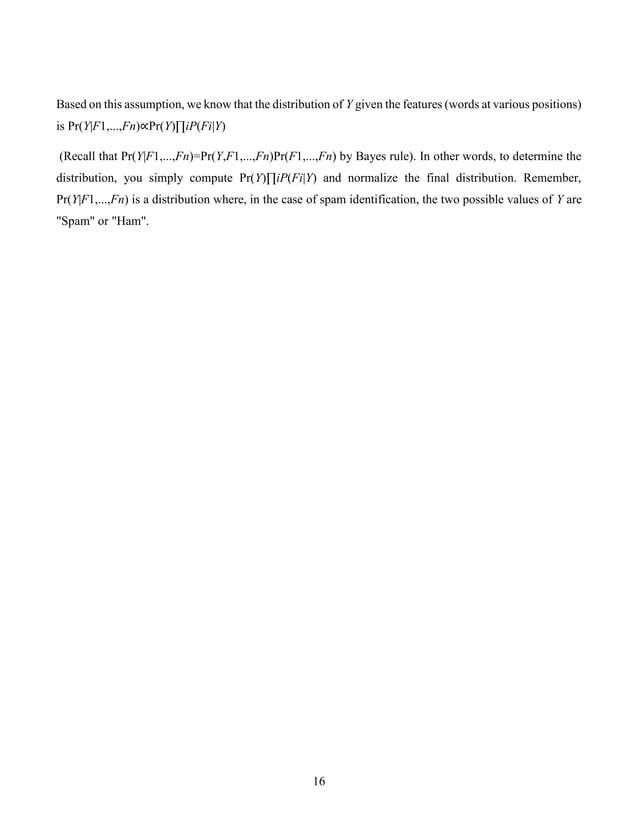 Based on this assumption, we know that the distribution of Y given the features (words at various positions)
is Pr(Y|F1,...,Fn)∝Pr(Y)∏iP(Fi|Y)
(Recall that Pr(Y|F1,...,Fn)=Pr(Y,F1,...,Fn)Pr(F1,...,Fn) by Bayes rule). In other words, to determine the
distribution, you simply compute Pr(Y)∏iP(Fi|Y) and normalize the final distribution. Remember,
Pr(Y|F1,...,Fn) is a distribution where, in the case of spam identification, the two possible values of Y are
"Spam" or "Ham".
16